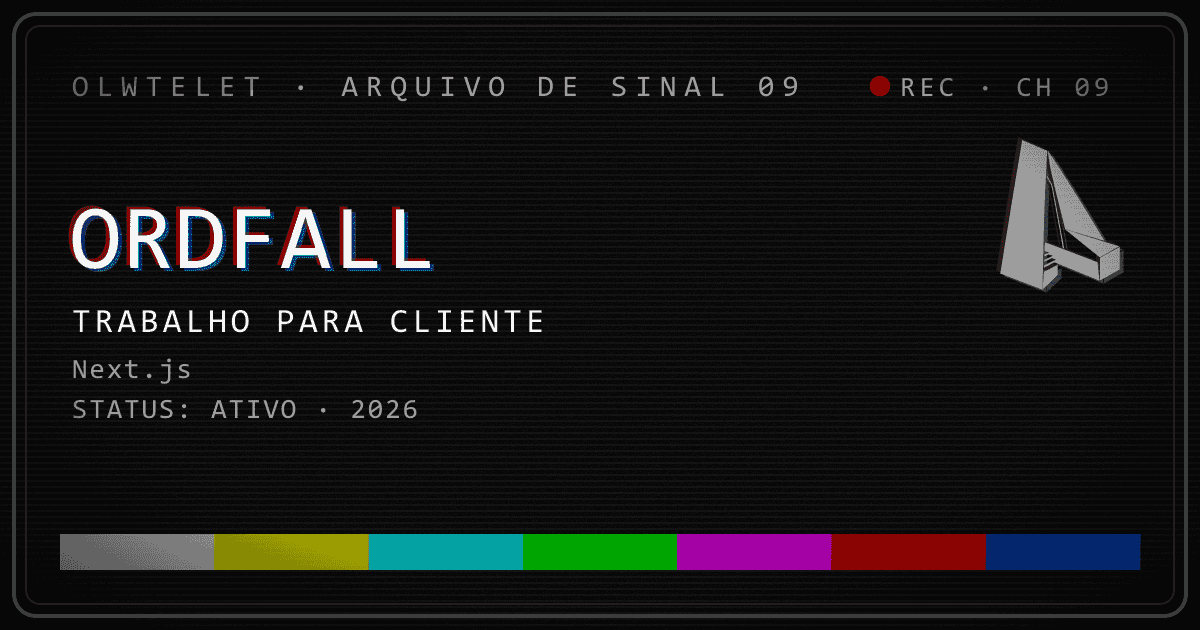 OLWTELET · ARQUIVO DE SINAL 09 REC · CH 09
ORDFALL
TRABALHO PARA CLIENTE
Next.js
STATUS: ATIVO · 2026